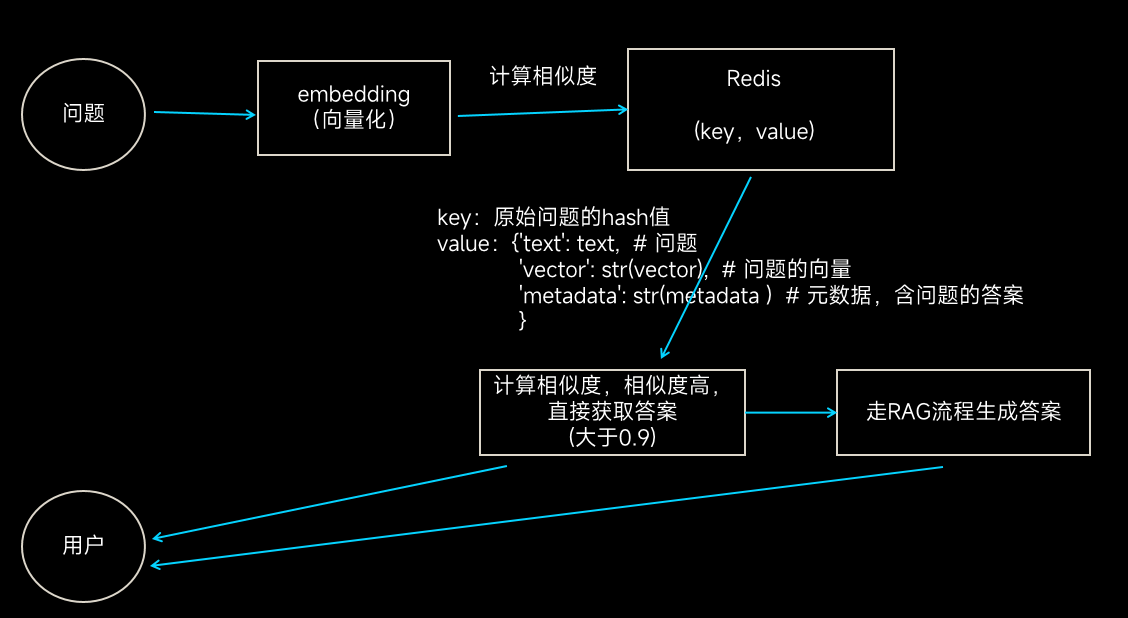 问题
embedding
（向量化）
计算相似度
Redis
(key，value)
key：原始问题的hash值
value：{'text': text，# 问题
'vector': str(vector)，# 问题的向量
'metadata': str(metadata ）# 元数据，含问题的答案
}
计算相似度，相似度高，
直接获取答案
(大于0.9)
走RAG流程生成答案
用户